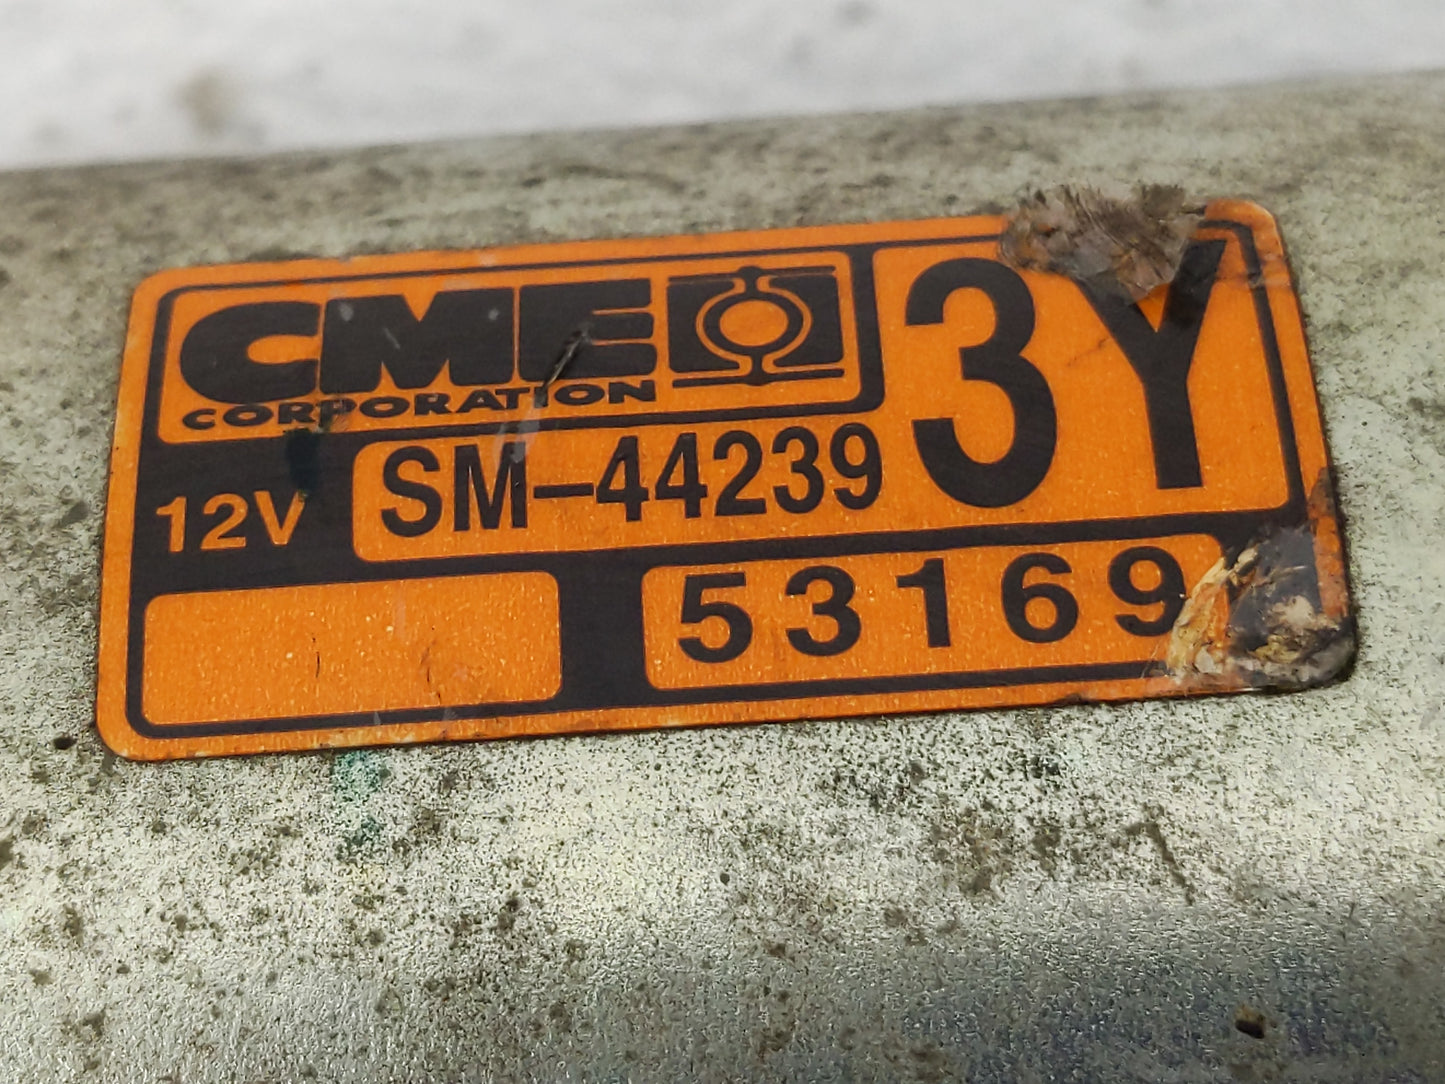 CME
CORPORATION
3Y
12V
SM-44239
53169